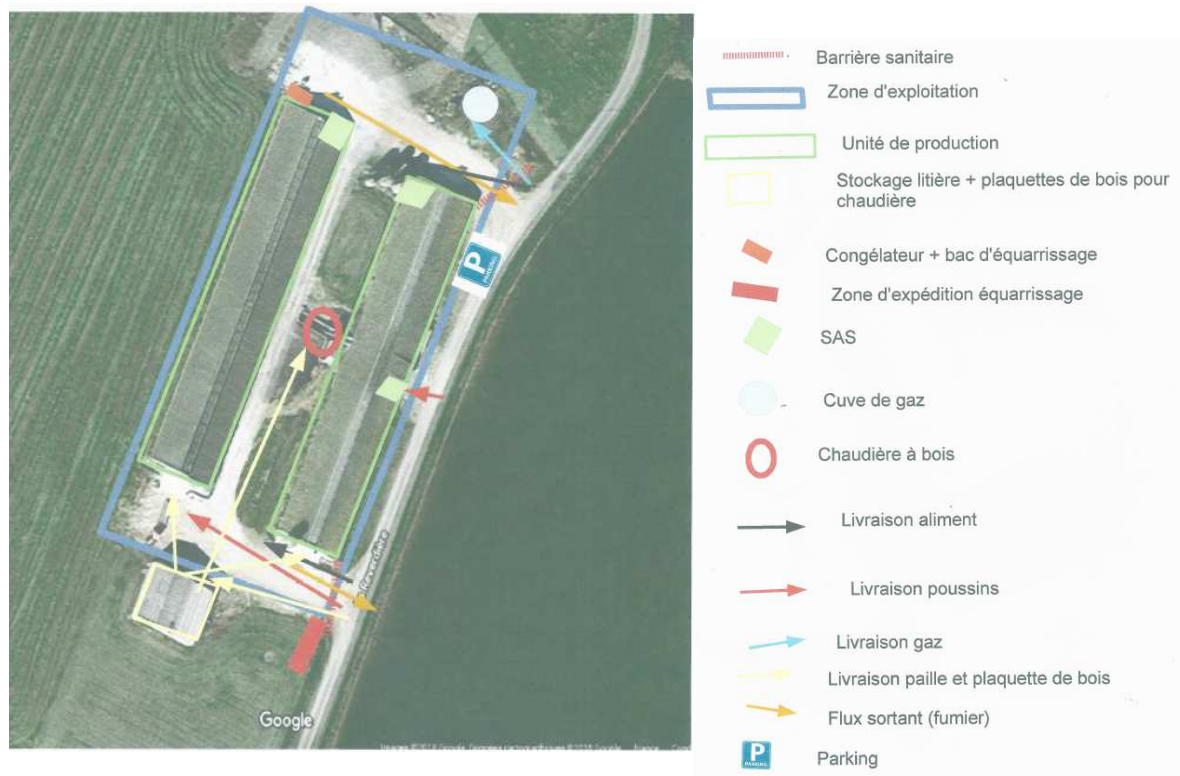 P
PARKING
Google
Barrière sanitaire
Zone d'exploitation
Unité de production
Stockage litière + plaquettes de bois pour
chaudière
Congélateur + bac d'équarrissage
Zone d'expédition équarrissage
SAS
Cuve de gaz
Chaudière à bois
Livraison aliment
Livraison poussins
Livraison gaz
Livraison paille et plaquette de bois
Flux sortant (fumier)
P
PARKING
Parking